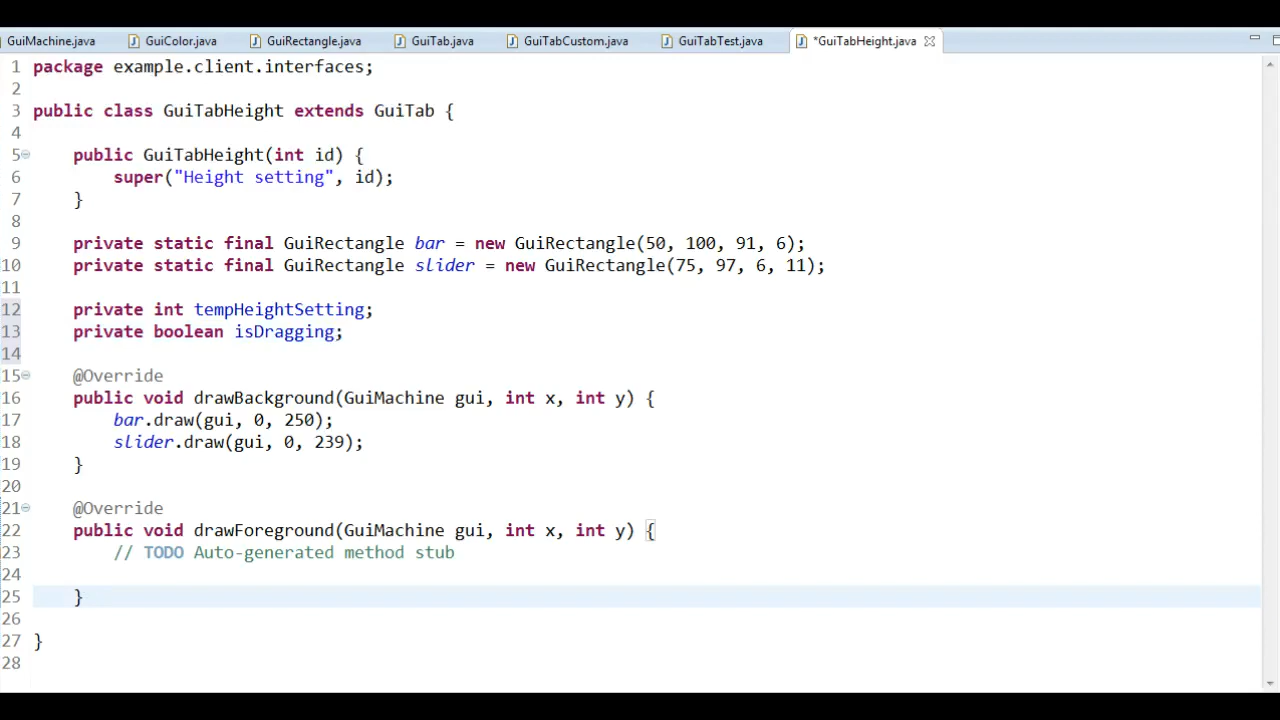 GuiMachine.java GuiColor.java GuiRectangle.java GuiTab.java GuiTabCustom.java GuiTabTest.java *GuiTabHeight.java
1 package example.client.interfaces;
2
3 public class GuiTabHeight extends GuiTab {
4
5 public GuiTabHeight(int id) {
6 super("Height setting", id);
7 }
8
9 private static final GuiRectangle bar = new GuiRectangle(50, 100, 91, 6);
10 private static final GuiRectangle slider = new GuiRectangle(75, 97, 6, 11);
11
12 private int tempHeightSetting;
13 private boolean isDragging;
14
15 @Override
16 public void drawBackground(GuiMachine gui, int x, int y) {
17 bar.draw(gui, 0, 250);
18 slider.draw(gui, 0, 239);
19 }
20
21 @Override
22 public void drawForeground(GuiMachine gui, int x, int y) {
23 // TODO Auto-generated method stub
24
25 }
26
27 }
28